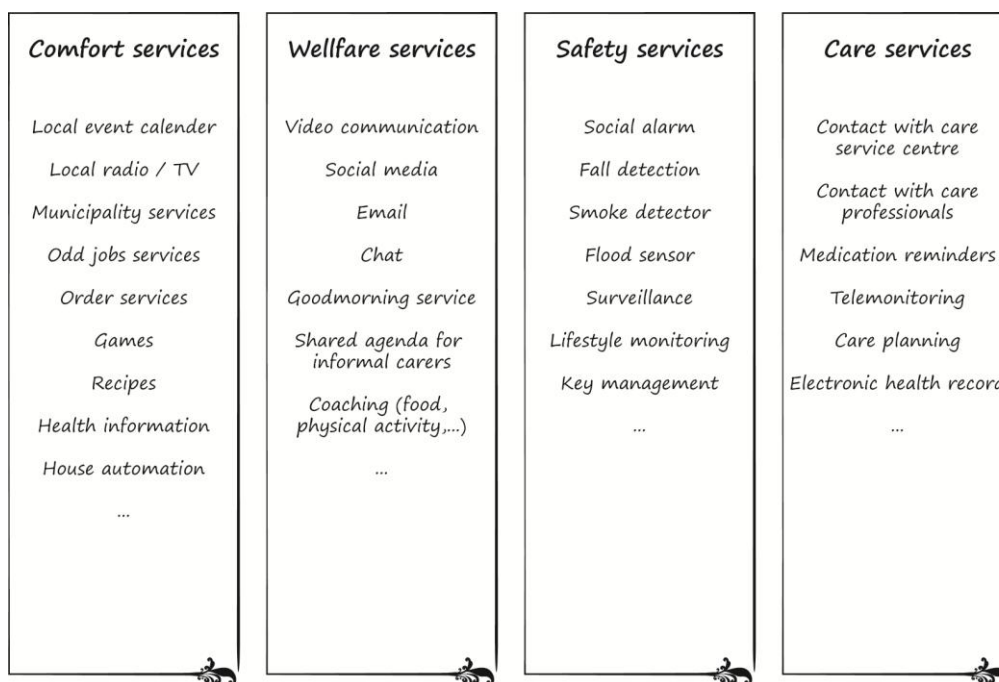 Comfort services
Local event calender
Local radio / TV
Municipality services
Odd jobs services
Order services
Games
Recipes
Health information
House automation
...
Wellfare services
Video communication
Social media
Email
Chat
Goodmorning service
Shared agenda for
informal carers
Coaching (food,
physical activity,...)
...
Safety services
Social alarm
Fall detection
Smoke detector
Flood sensor
Surveillance
Lifestyle monitoring
Key management
...
Care services
Contact with care
service centre
Contact with care
professionals
Medication reminders
Telemonitoring
Care planning
Electronic health record
...